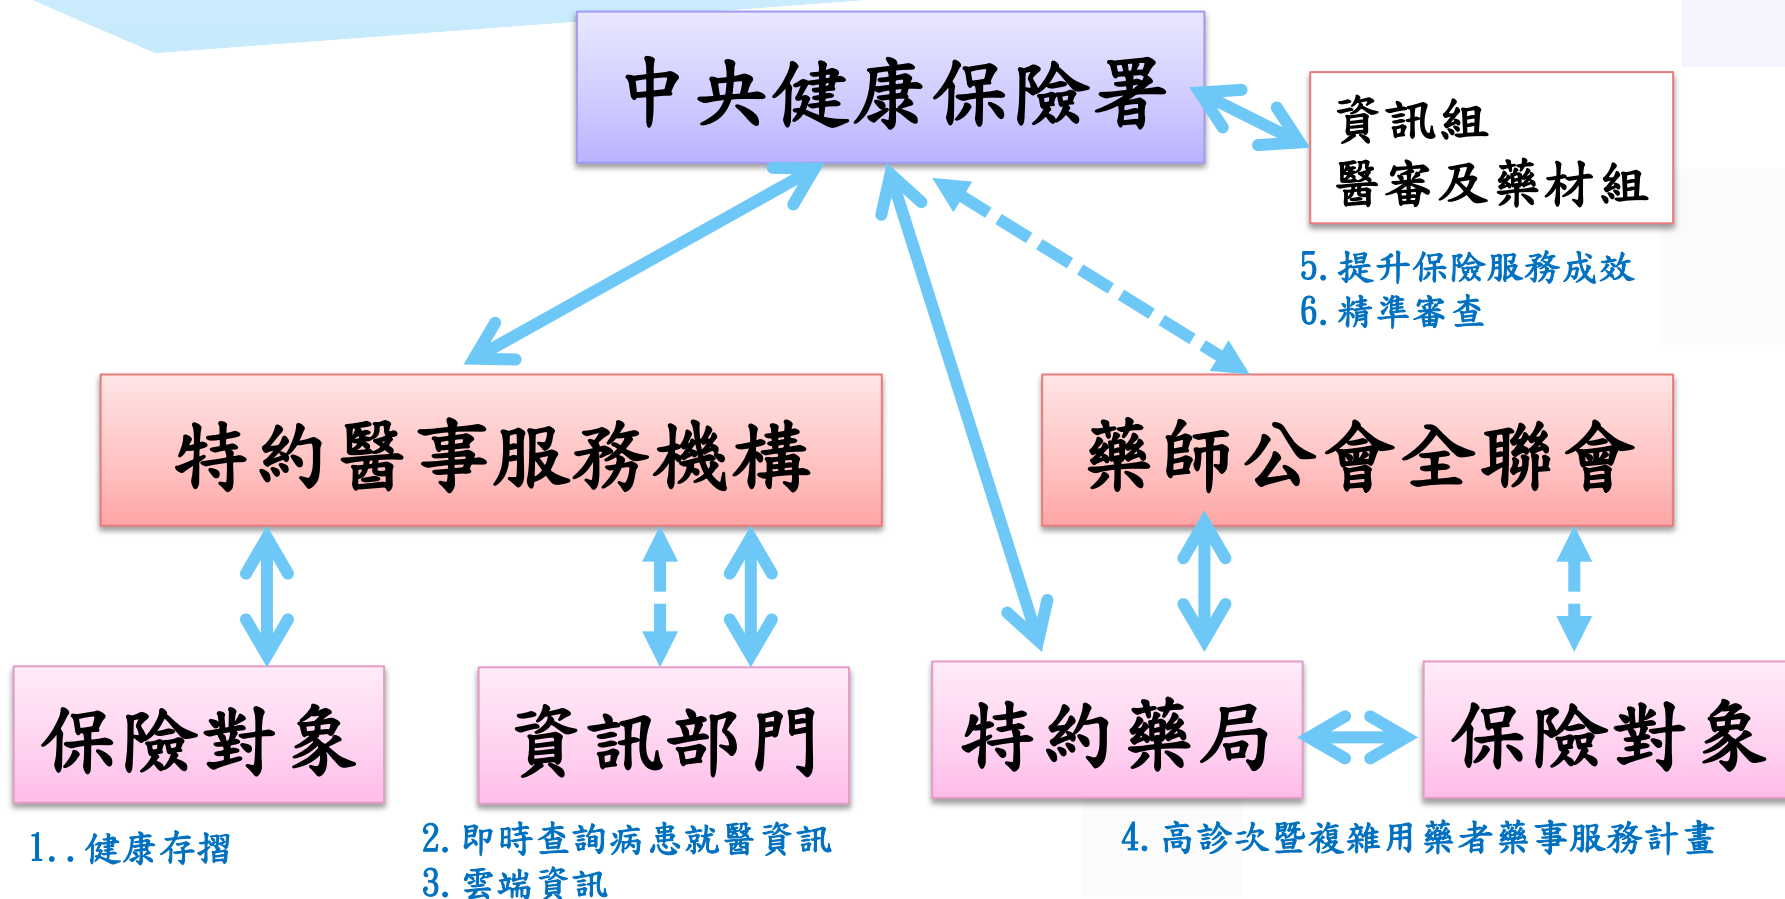 中央健康保險署
資訊組
醫審及藥材組
5.提升保險服務成效
6.精準審查
特約醫事服務機構
藥師公會全聯會
保險對象
資訊部門
特約藥局
保險對象
1..健康存摺
2.即時查詢病患就醫資訊
3.雲端資訊
4.高診次暨複雜用藥者藥事服務計畫